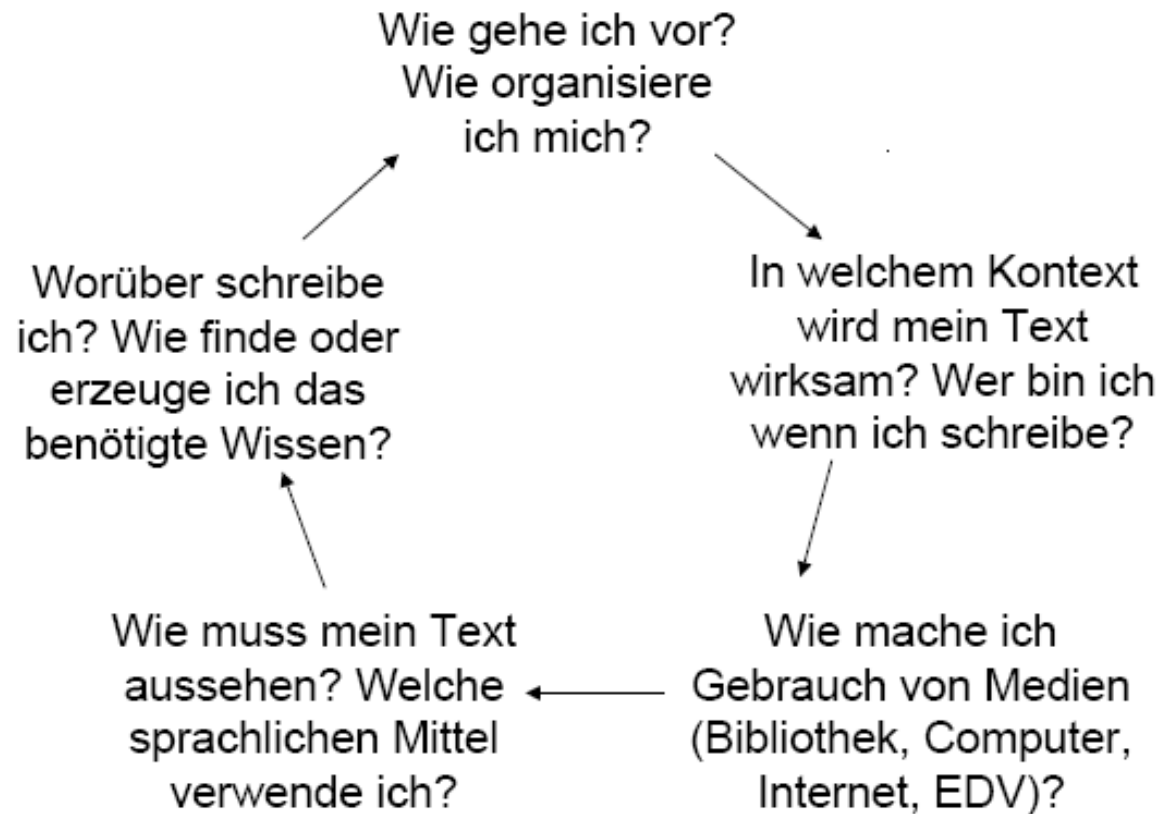 Wie gehe ich vor?
Wie organisiere
ich mich?
In welchem Kontext
wird mein Text
wirksam? Wer bin ich
wenn ich schreibe?
Wie mache ich
Gebrauch von Medien
(Bibliothek, Computer,
Internet, EDV)?
Wie muss mein Text
aussehen? Welche
sprachlichen Mittel
verwende ich?
Worüber schreibe
ich? Wie finde oder
erzeuge ich das
benötigte Wissen?